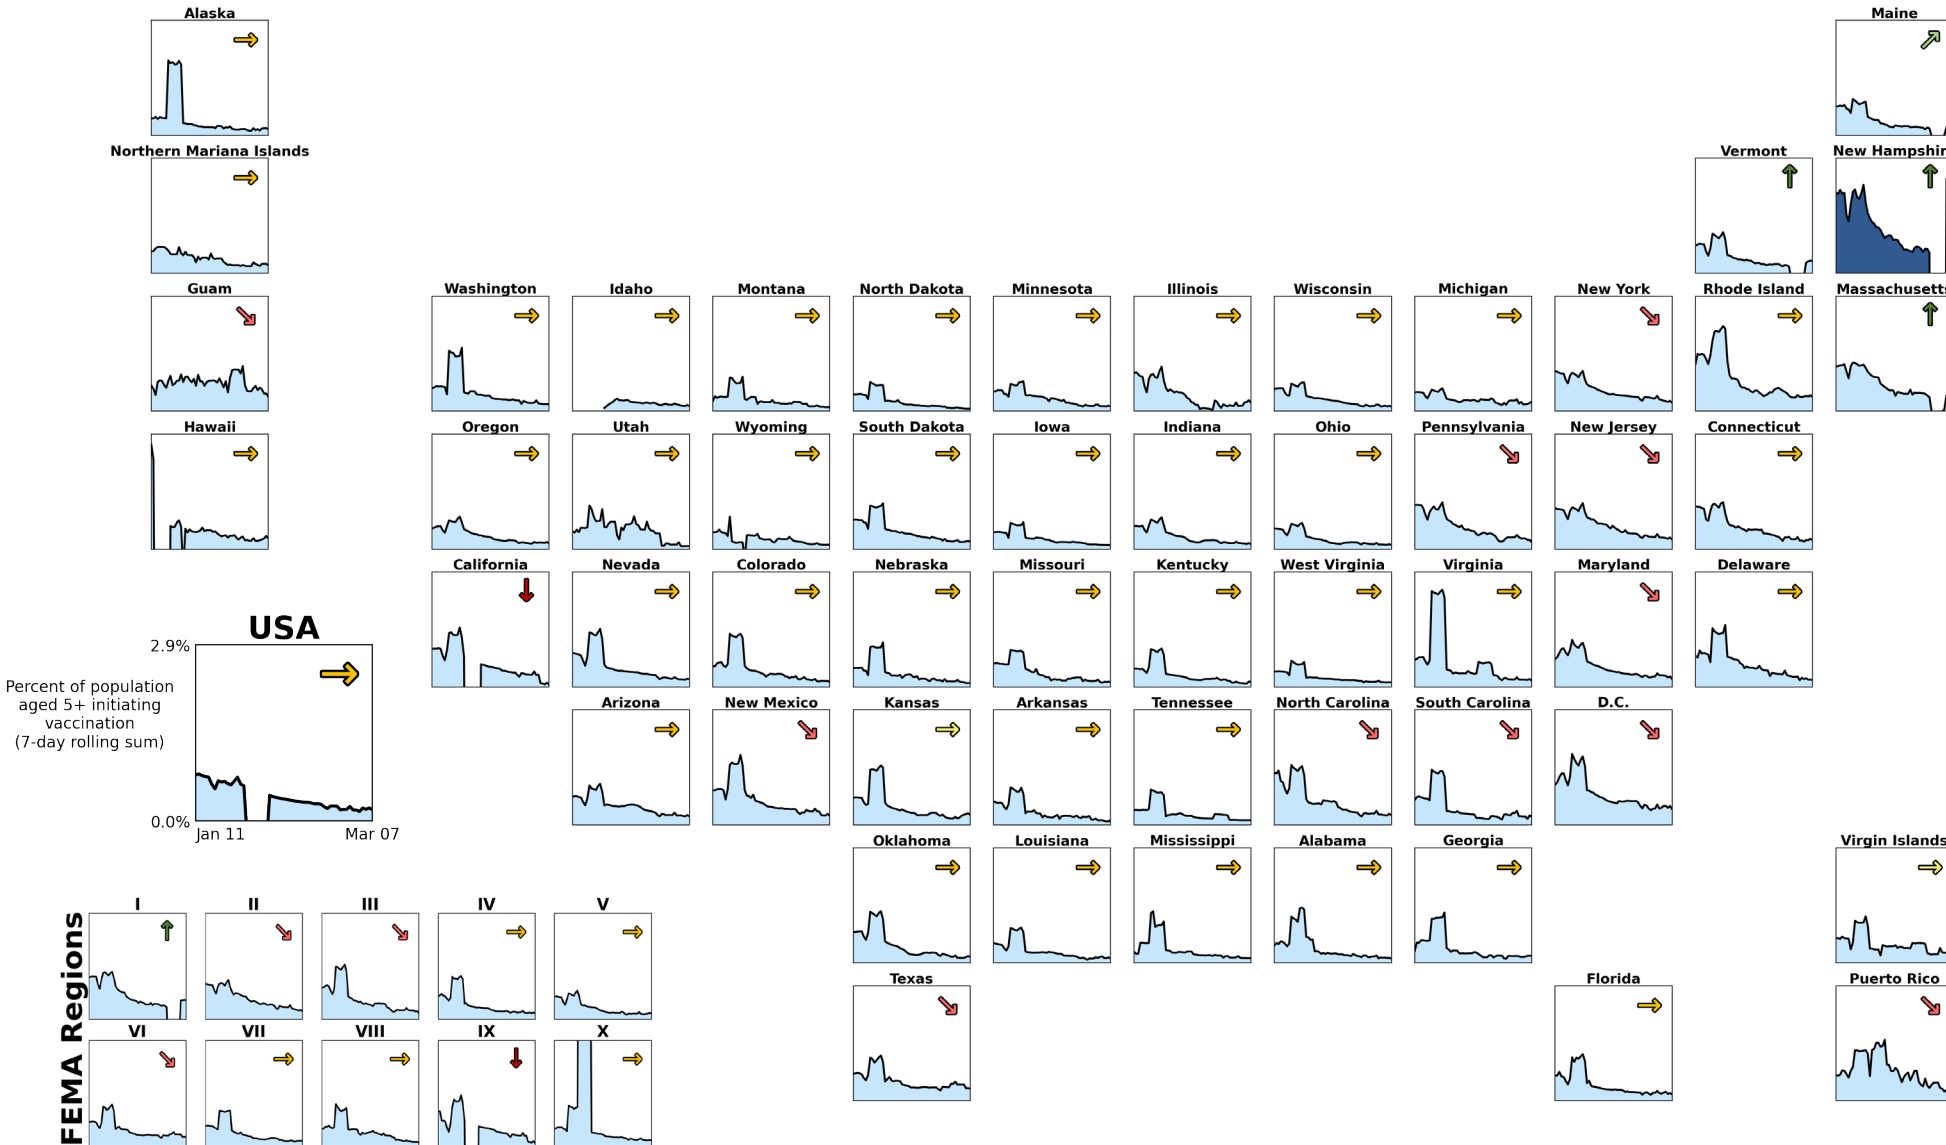 Alaska
Maine
Northern Mariana Islands
Vermont
New Hampshir
Guam
Washington
Idaho
Montana
North Dakota
Minnesota
Illinois
Wisconsin
Michigan
New York
Rhode Island
Massachusetts
Hawaii
Oregon
Utah
Wyoming
South Dakota
Iowa
Indiana
Ohio
Pennsylvania
New Jersey
Connecticut
California
Nevada
Colorado
Nebraska
Missouri
Kentucky
West Virginia
Virginia
Maryland
Delaware
USA
2.9%
Percent of population
aged 5+ initiating
vaccination
(7-day rolling sum)
0.0%
Jan 11
Mar 07
Arizona
New Mexico
Kansas
Arkansas
Tennessee
North Carolina
South Carolina
D.C.
Oklahoma
Louisiana
Mississippi
Alabama
Georgia
Virgin Islands
Texas
Florida
Puerto Rico
FEMA Regions
I
II
III
IV
V
VI
VII
VIII
IX
X